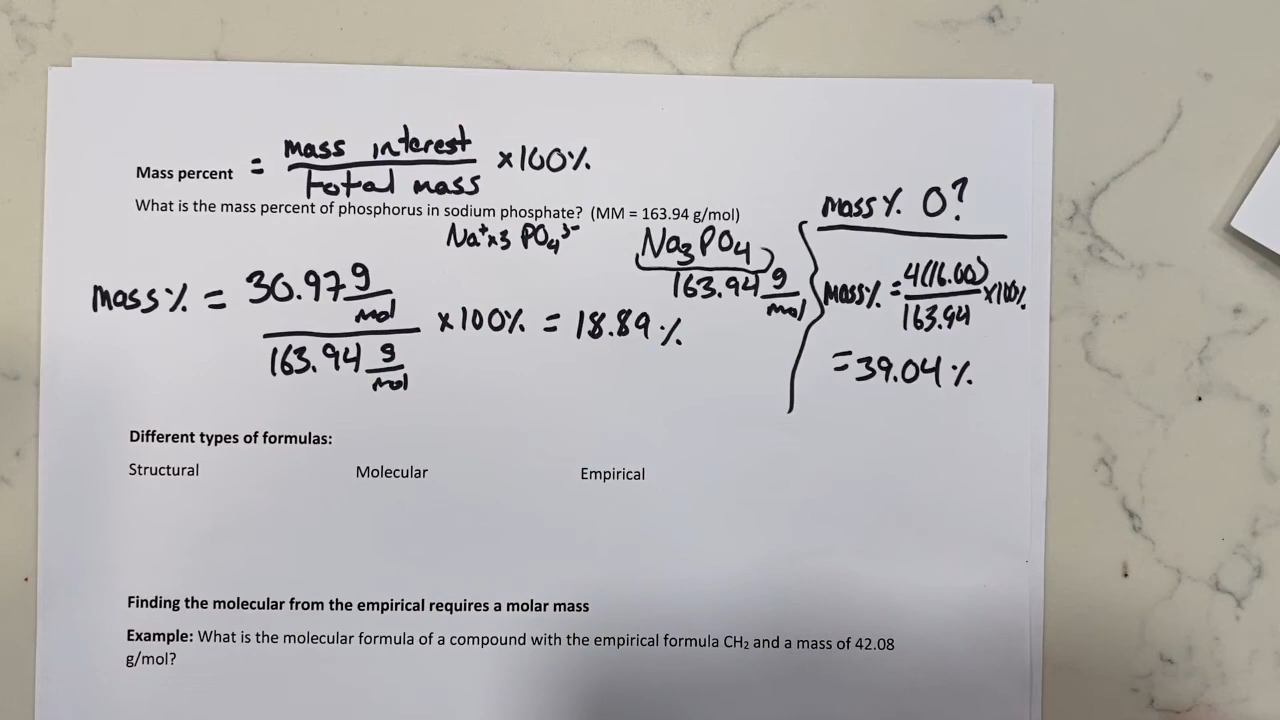 Mass percent = mass interest / total mass x100%
What is the mass percent of phosphorus in sodium phosphate? (MM = 163.94 g/mol)
Na⁺x3 PO₄³⁻
Na₃PO₄
163.94 g/mol
mass% = 30.97 g/mol / 163.94 g/mol x100% = 18.89%
mass% O?
mass% = 4(16.00) / 163.94 x100%
= 39.04%
Different types of formulas:
Structural Molecular Empirical
Finding the molecular from the empirical requires a molar mass
Example: What is the molecular formula of a compound with the empirical formula CH₂ and a mass of 42.08
g/mol?